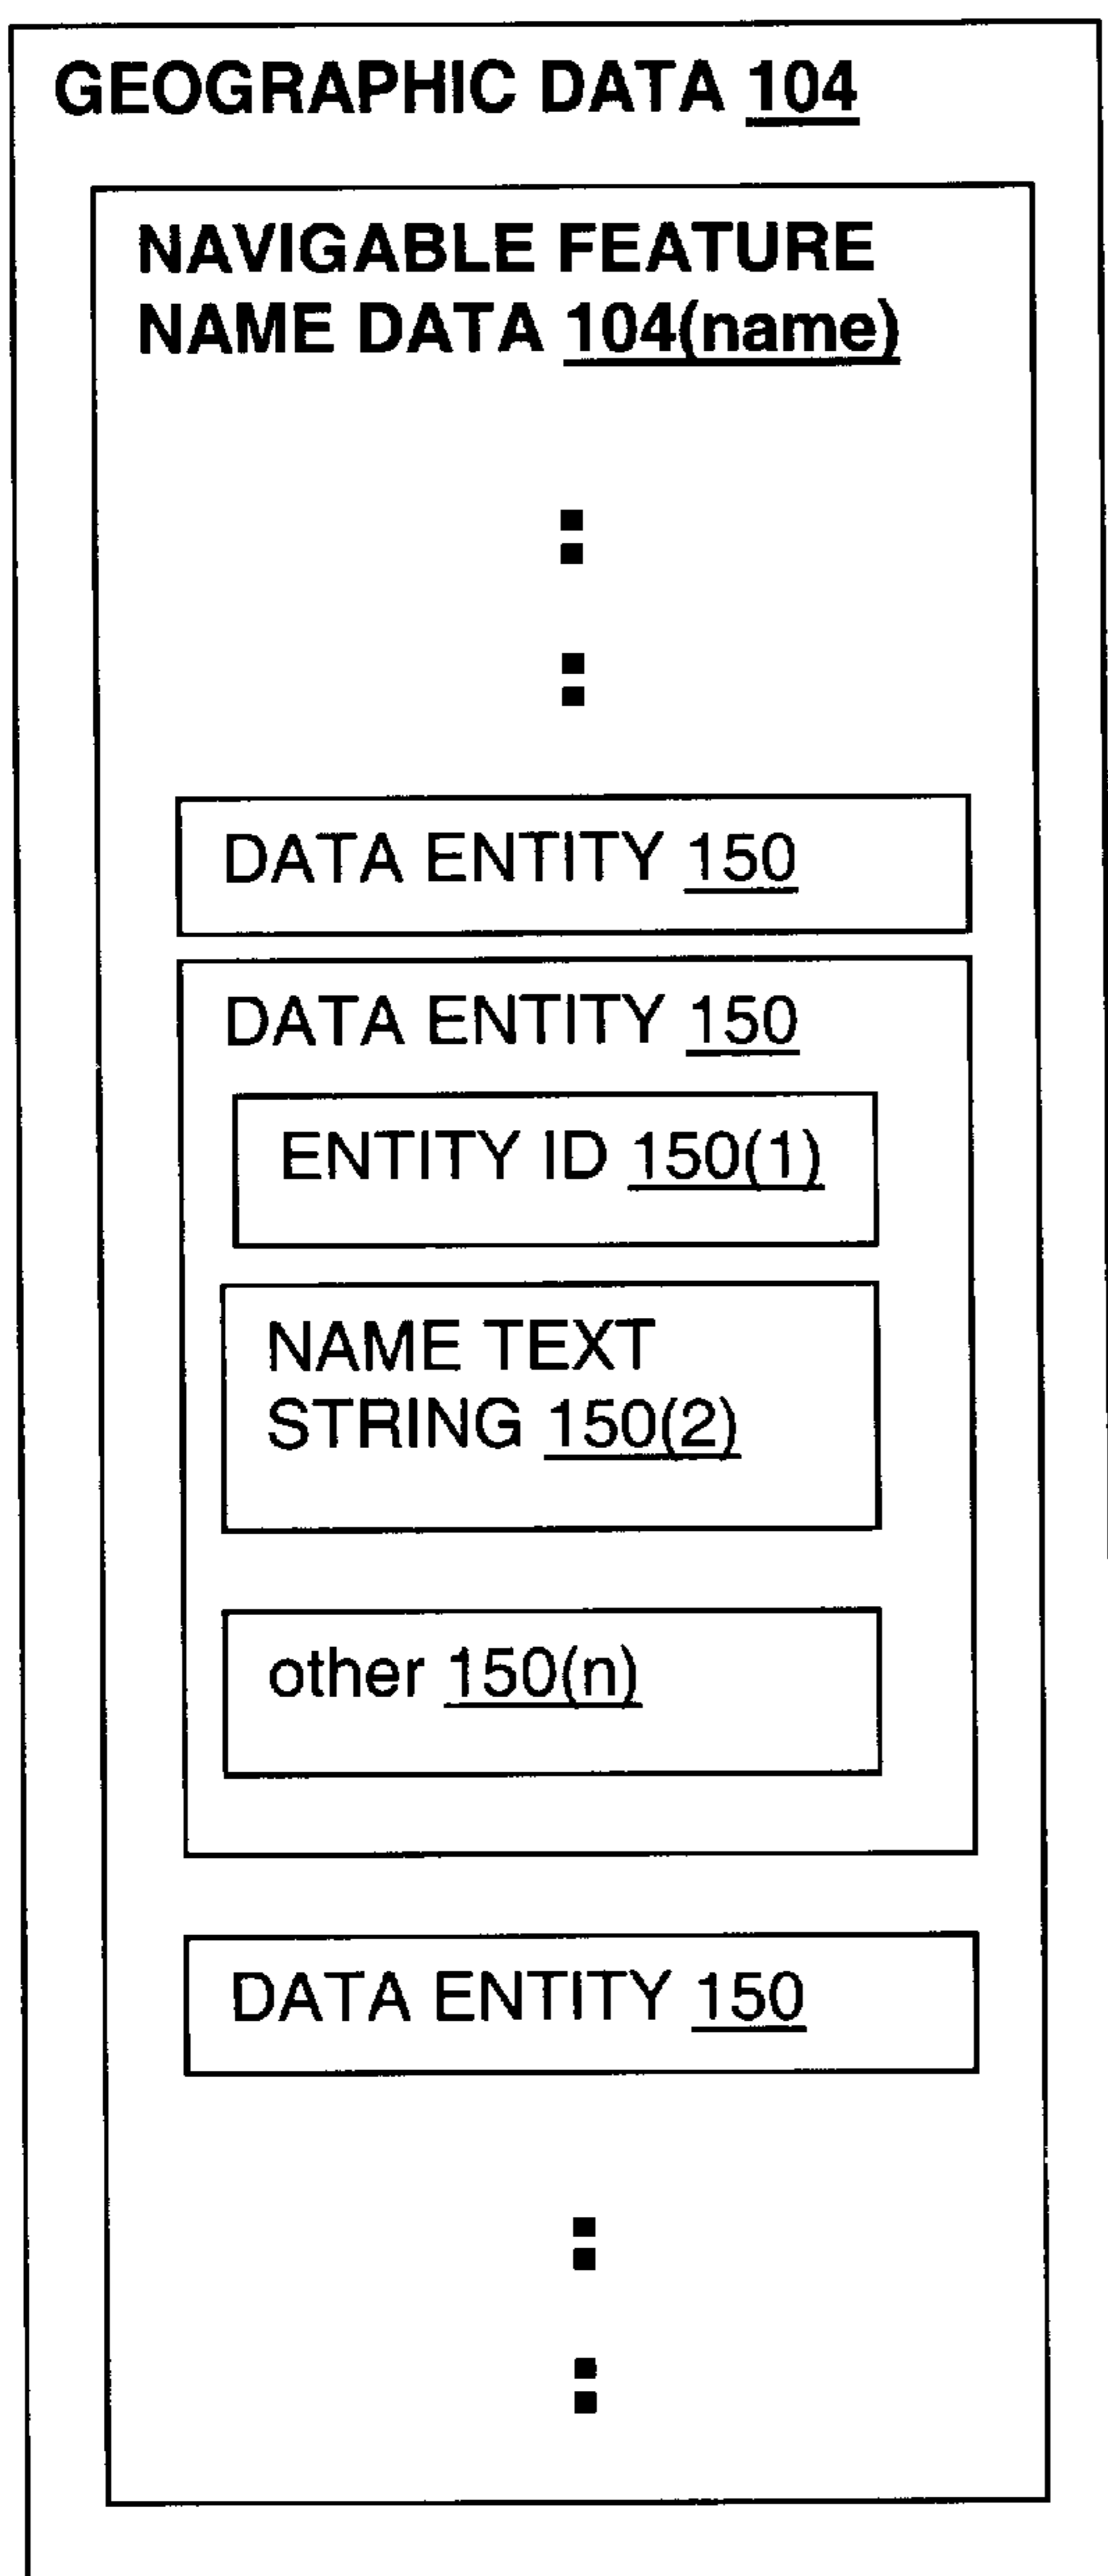 GEOGRAPHIC DATA 104
NAVIGABLE FEATURE
NAME DATA 104(name)
DATA ENTITY 150
DATA ENTITY 150
ENTITY ID 150(1)
NAME TEXT
STRING 150(2)
other 150(n)
DATA ENTITY 150